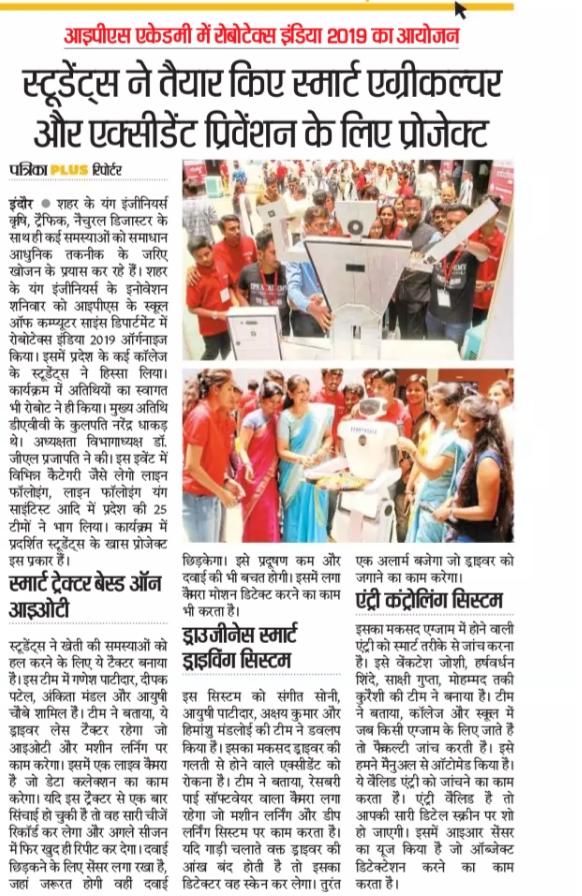 आइपीएस एकेडमी में रोबोटेक्स इंडिया 2019 का आयोजन
स्टूडेंट्स ने तैयार किए स्मार्ट एग्रीकल्चर
और एक्सीडेंट प्रिवेंशन के लिए प्रोजेक्ट
पत्रिका PLUS रिपोर्टर
इंदौर ● शहर के यंग इंजीनियर्स
कृषि, ट्रैफिक, नैचुरल डिजास्टर के
साथ ही कई समस्याओं को समाधान
आधुनिक तकनीक के जरिए
खोजन के प्रयास कर रहे हैं। शहर
के यंग इंजीनियर्स के इनोवेशन
शनिवार को आइपीएस के स्कूल
ऑफ कम्प्यूटर साइंस डिपार्टमेंट में
रोबोटेक्स इंडिया 2019 ऑर्गनाइज
किया। इसमें प्रदेश के कई कॉलेज
के स्टूडेंट्स ने हिस्सा लिया।
कार्यक्रम में अतिथियों का स्वागत
भी रोबोट ने ही किया। मुख्य अतिथि
डीएवीवी के कुलपति नरेंद्र धाकड़
थे। अध्यक्षता विभागाध्यक्ष डॉ.
जीएल प्रजापति ने की। इस इवेंट में
विभिन्न कैटेगरी जैसे लेगो लाइन
फॉलोइंग, लाइन फॉलोइंग यंग
साइंटिस्ट आदि में प्रदेश की 25
टीमों ने भाग लिया। कार्यक्रम में
प्रदर्शित स्टूडेंट्स के खास प्रोजेक्ट
इस प्रकार हैं।
स्मार्ट ट्रेक्टर बेस्ड ऑन
आइओटी
स्टूडेंट्स ने खेती की समस्याओं को
हल करने के लिए ये टैक्टर बनाया
है। इस टीम में गणेश पाटीदार, दीपक
पटेल, अंकिता मंडल और आयुषी
चौबे शामिल है। टीम ने बताया, ये
ड्राइवर लेस टैक्टर रहेगा जो
आइओटी और मशीन लर्निंग पर
काम करेगा। इसमें एक लाइव कैमरा
है जो डेटा कलेक्शन का काम
करेगा। यदि इस ट्रैक्टर से एक बार
सिंचाई हो चुकी है तो वह सारी चीजें
रिकॉर्ड कर लेगा और अगले सीजन
में फिर खुद ही रिपीट कर देगा। दवाई
छिड़कने के लिए सेंसर लगा रखा है,
जहां जरूरत होगी वही दवाई
छिड़केगा। इसे प्रदूषण कम और
दवाई की भी बचत होगी। इसमें लगा
कैमरा मोशन डिटेक्ट करने का काम
भी करता है।
ड्राउजीनेस स्मार्ट
ड्राइविंग सिस्टम
इस सिस्टम को संगीत सोनी,
आयुषी पाटीदार, अक्षय कुमार और
हिमांशु मंडलोई की टीम ने डवलप
किया है। इसका मकसद ड्राइवर की
गलती से होने वाले एक्सीडेंट को
रोकना है। टीम ने बताया, रेसबरी
पाई सॉफ्टवेयर वाला कैमरा लगा
रहेगा जो मशीन लर्निंग और डीप
लर्निंग सिस्टम पर काम करता है।
यदि गाड़ी चलाते वक्त ड्राइवर की
आंख बंद होती है तो इसका
डिटेक्टर वह स्केन कर लेगा। तुरंत
एक अलार्म बजेगा जो ड्राइवर को
जगाने का काम करेगा।
एंट्री कंट्रोलिंग सिस्टम
इसका मकसद एग्जाम में होने वाली
एंट्री को स्मार्ट तरीके से जांच करना
है। इसे वेंकटेश जोशी, हर्षवर्धन
शिंदे, साक्षी गुप्ता, मोहम्मद तकी
कुरैशी की टीम ने बनाया है। टीम
ने बताया, कॉलेज और स्कूल में
जब किसी एग्जाम के लिए जाते है
तो फैकल्टी जांच करती है। इसे
हमने मैनुअल से ऑटोमेड किया है।
ये वैलिड एंट्री को जांचने का काम
करता है। एंट्री वैलिड है तो
आपकी सारी डिटेल स्क्रीन पर शो
हो जाएगी। इसमें आइआर सेंसर
का यूज किया है जो ऑब्जेक्ट
डिटेक्टेशन करने का काम
करता है।